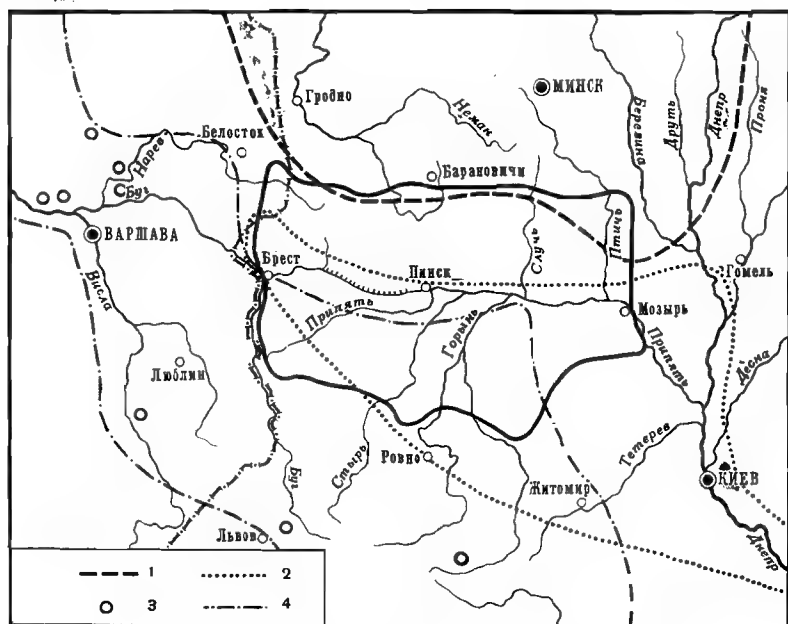 Гродно
МИНСК
Неман
Березина
Друть
Днепр
Проня
Белосток
Нарев
Барановичи
Буг
ВАРШАВА
Висла
Брест
Пинск
Случь
Птичь
Гомель
Припять
Горынь
Мозырь
Припять
Десна
Люблин
Стырь
Ровно
Тетерев
Житомир
КИЕВ
Буг
Львов
Днепр
1
2
3
4